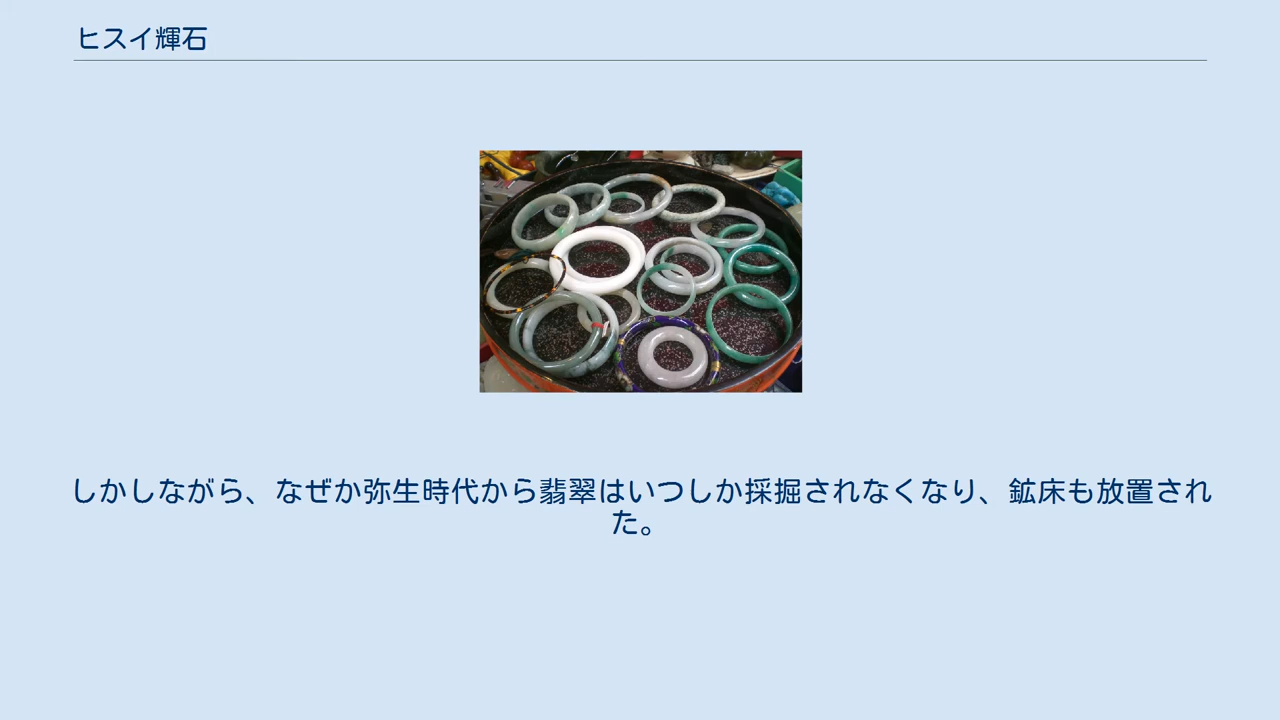 ヒスイ輝石
しかしながら、なぜか弥生時代から翡翠はいつしか採掘されなくなり、鉱床も放置され
た。